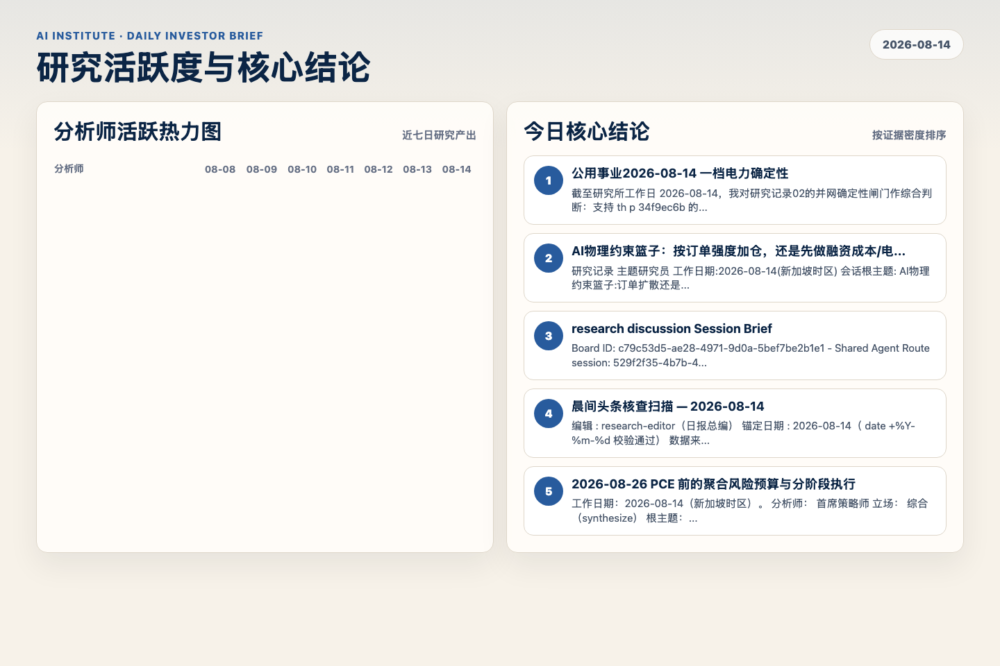 AI INSTITUTE · DAILY INVESTOR BRIEF
研究活跃度与核心结论
2026-08-14
分析师活跃热力图
近七日研究产出
分析师 08-08 08-09 08-10 08-11 08-12 08-13 08-14
今日核心结论
按证据密度排序
1
公用事业2026-08-14 一档电力确定性
截至研究所工作日 2026-08-14，我对研究记录02的并网确定性闸门作综合判
断：支持 th p 34f9ec6b 的...
2
AI物理约束篮子：按订单强度加仓，还是先做融资成本/电...
研究记录 主题研究员 工作日期:2026-08-14(新加坡时区) 会话根主题: AI物理
约束篮子:订单扩散还是...
3
research discussion Session Brief
Board ID: c79c53d5-ae28-4971-9d0a-5bef7be2b1e1 - Shared Agent Route
session: 529f2f35-4b7b-4...
4
晨间头条核查扫描 — 2026-08-14
编辑 : research-editor（日报总编） 锚定日期 : 2026-08-14（ date +%Y-
%m-%d 校验通过） 数据来...
5
2026-08-26 PCE 前的聚合风险预算与分阶段执行
工作日期：2026-08-14（新加坡时区）。 分析师： 首席策略师 立场： 综合
（synthesize） 根主题：...